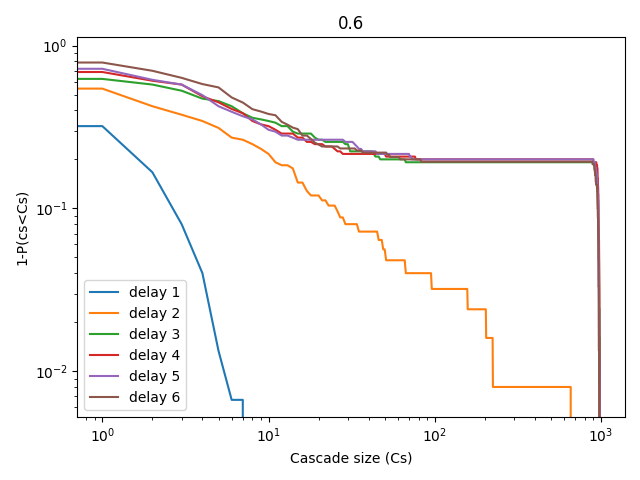 0.6
10⁰
10⁻¹
10⁻²
1-P(cs<Cs)
delay 1
delay 2
delay 3
delay 4
delay 5
delay 6
10⁰ 10¹ 10² 10³
Cascade size (Cs)